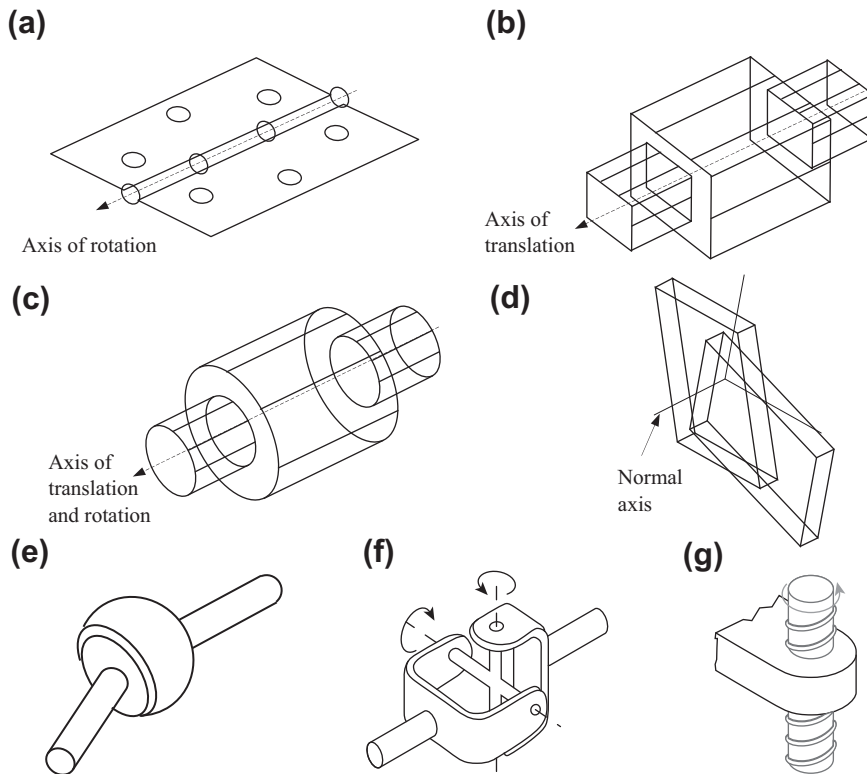 (a)
Axis of rotation
(b)
Axis of
translation
(c)
Axis of
translation
and rotation
(d)
Normal
axis
(e)
(f)
(g)